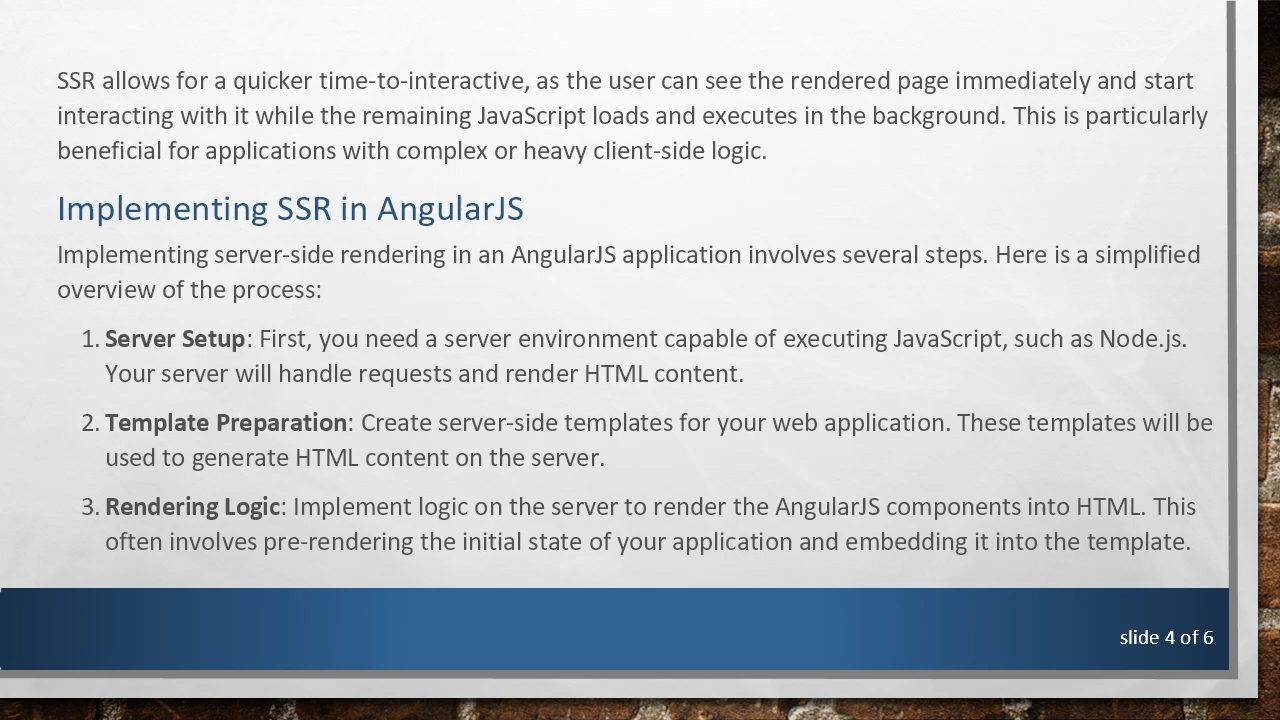 SSR allows for a quicker time-to-interactive, as the user can see the rendered page immediately and start
interacting with it while the remaining JavaScript loads and executes in the background. This is particularly
beneficial for applications with complex or heavy client-side logic.
Implementing SSR in AngularJS
Implementing server-side rendering in an AngularJS application involves several steps. Here is a simplified
overview of the process:
1. Server Setup: First, you need a server environment capable of executing JavaScript, such as Node.js.
Your server will handle requests and render HTML content.
2. Template Preparation: Create server-side templates for your web application. These templates will be
used to generate HTML content on the server.
3. Rendering Logic: Implement logic on the server to render the AngularJS components into HTML. This
often involves pre-rendering the initial state of your application and embedding it into the template.
slide 4 of 6